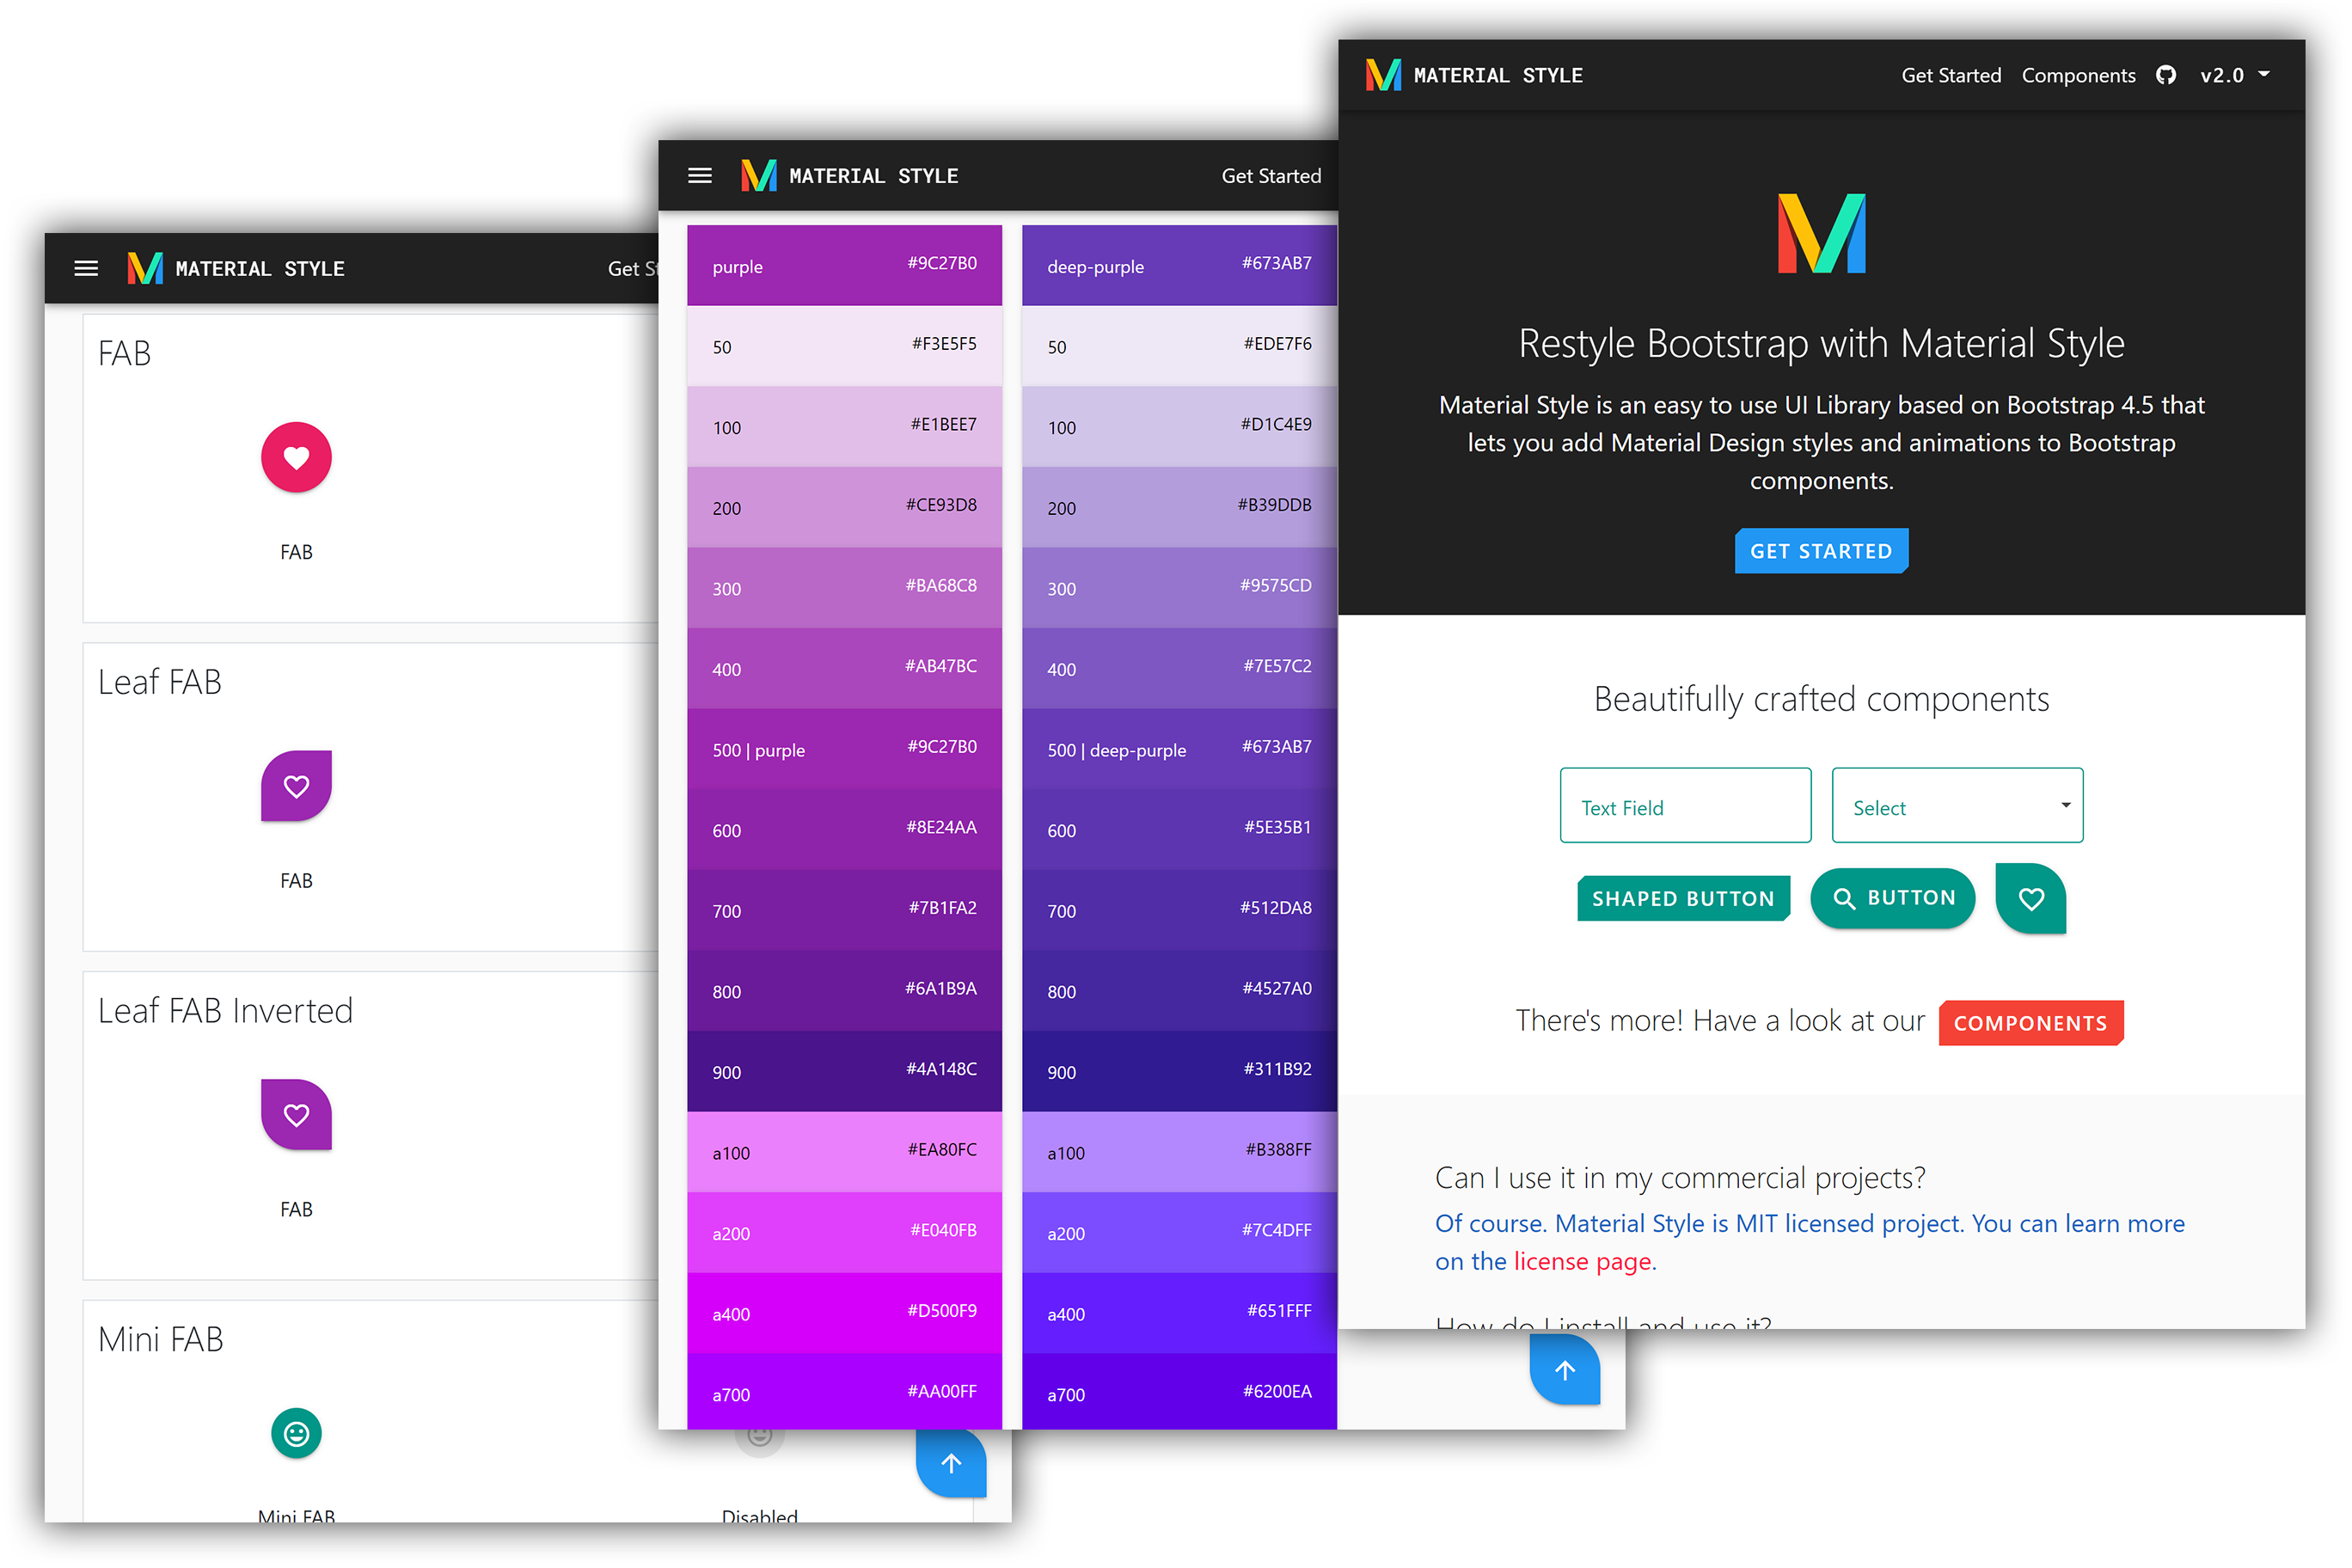 MATERIAL STYLE
Get St
FAB
FAB
Leaf FAB
FAB
Leaf FAB Inverted
FAB
Mini FAB
Mini FAB
Disabled
MATERIAL STYLE
Get Started
purple #9C27B0
50 #F3E5F5
100 #E1BEE7
200 #CE93D8
300 #BA68C8
400 #AB47BC
500 | purple #9C27B0
600 #8E24AA
700 #7B1FA2
800 #6A1B9A
900 #4A148C
a100 #EA80FC
a200 #E040FB
a400 #D500F9
a700 #AA00FF
deep-purple #673AB7
50 #EDE7F6
100 #D1C4E9
200 #B39DDB
300 #9575CD
400 #7E57C2
500 | deep-purple #673AB7
600 #5E35B1
700 #512DA8
800 #4527A0
900 #311B92
a100 #B388FF
a200 #7C4DFF
a400 #651FFF
a700 #6200EA
MATERIAL STYLE
Get Started Components v2.0
Restyle Bootstrap with Material Style
Material Style is an easy to use UI Library based on Bootstrap 4.5 that
lets you add Material Design styles and animations to Bootstrap
components.
GET STARTED
Beautifully crafted components
Text Field
Select
SHAPED BUTTON
BUTTON
There's more! Have a look at our COMPONENTS
Can I use it in my commercial projects?
Of course. Material Style is MIT licensed project. You can learn more
on the license page.
How do I install and use it?